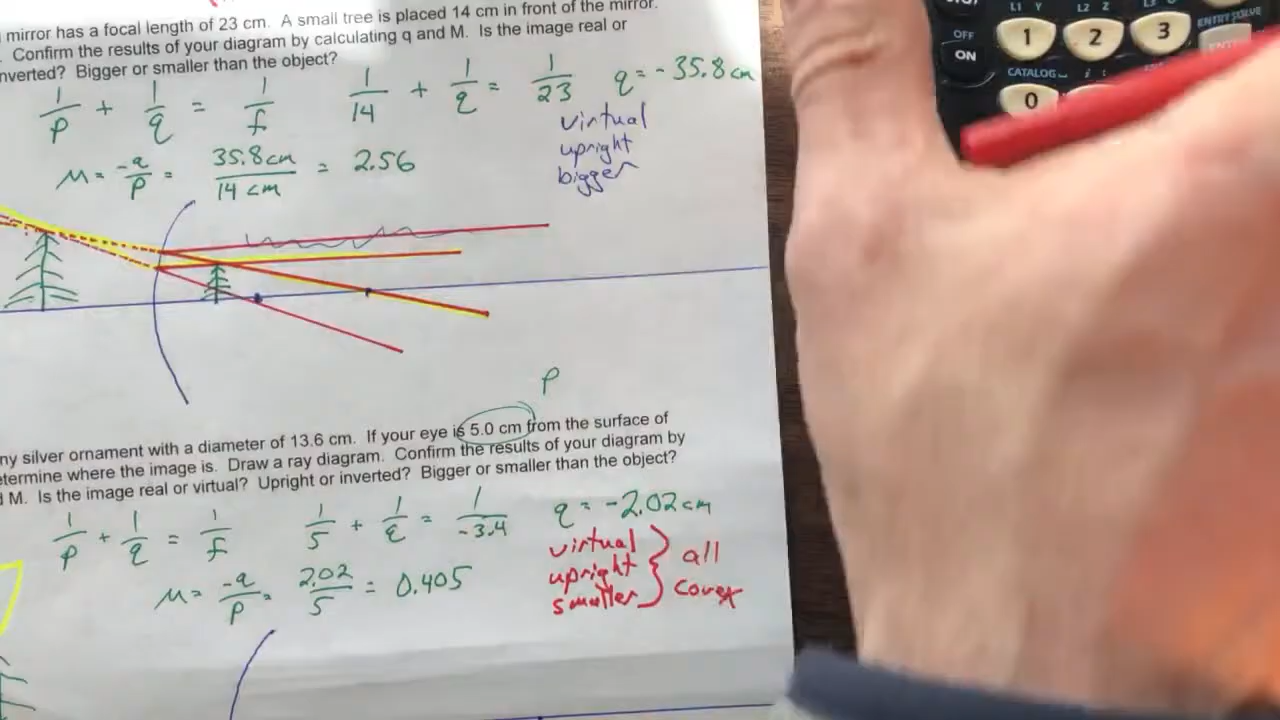 mirror has a focal length of 23 cm. A small tree is placed 14 cm in front of the mirror.
Confirm the results of your diagram by calculating q and M. Is the image real or
nverted? Bigger or smaller than the object?
1/p + 1/q = 1/f 1/14 + 1/q = 1/23 q = -35.8 cm
virtual
upright
bigger
M = -q/p = 35.8 cm/14 cm = 2.56
p
ny silver ornament with a diameter of 13.6 cm. If your eye is 5.0 cm from the surface of
etermine where the image is. Draw a ray diagram. Confirm the results of your diagram by
d M. Is the image real or virtual? Upright or inverted? Bigger or smaller than the object?
1/p + 1/q = 1/f 1/5 + 1/q = 1/-3.4 q = -2.02 cm
M = -q/p = 2.02/5 = 0.405
virtual
upright
smaller
all
convex
L1 Y L2 Z L3
OFF
ON
1 2 3
ENTRY SOLVE
ENTER
CATALOG i
0